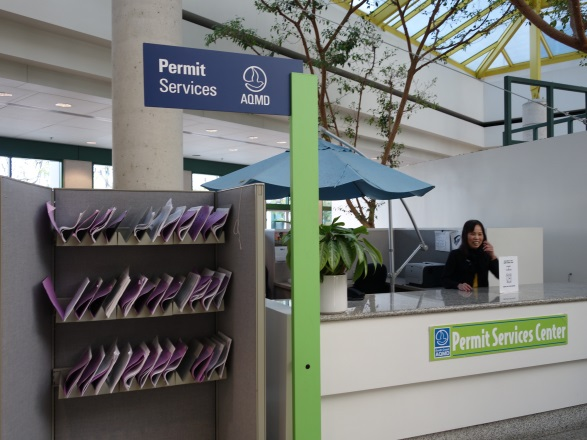 Permit
Services
AQMD
Permit Services Center
AQMD